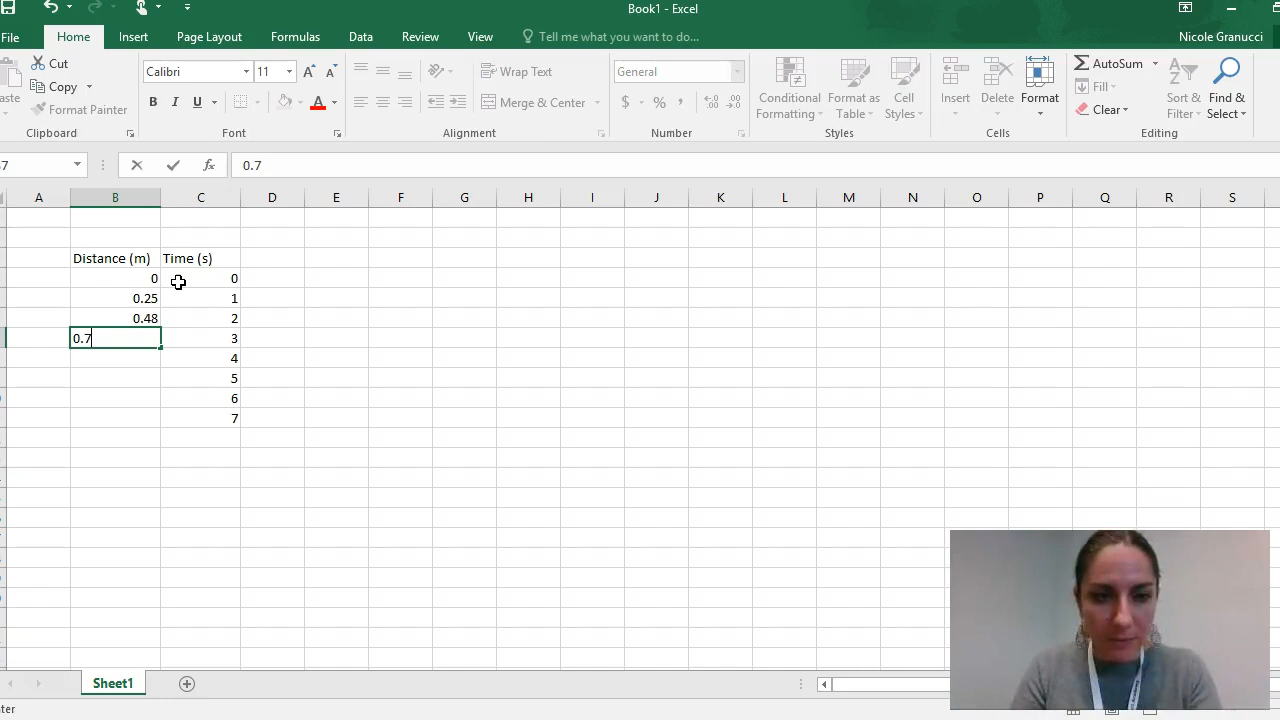 Book1 - Excel
File Home Insert Page Layout Formulas Data Review View Tell me what you want to do... Nicole Granucci
Cut
Copy
Format Painter
aste
Clipboard
Calibri 11
B I U
Font
Wrap Text
Merge & Center
Alignment
General
$ % ,
Number
Conditional Formatting
Format as Table
Cell Styles
Styles
Insert Delete Format
Cells
AutoSum
Fill
Clear
Sort & Filter
Find & Select
Editing
37 fx 0.7
A B C D E F G H I J K L M N O P Q R S
Distance (m) Time (s)
0 0
0.25 1
0.48 2
0.7 3
4
5
6
7
Sheet1
ter